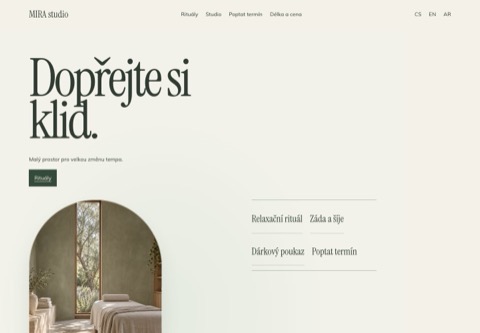 MIRA studio
Rituály Studio Poptat termín Délka a cena
CS EN AR
Dopřejte si
klid.
Malý prostor pro velkou změnu tempa.
Rituály
Relaxační rituál Záda a šíje
Dárkový poukaz Poptat termín